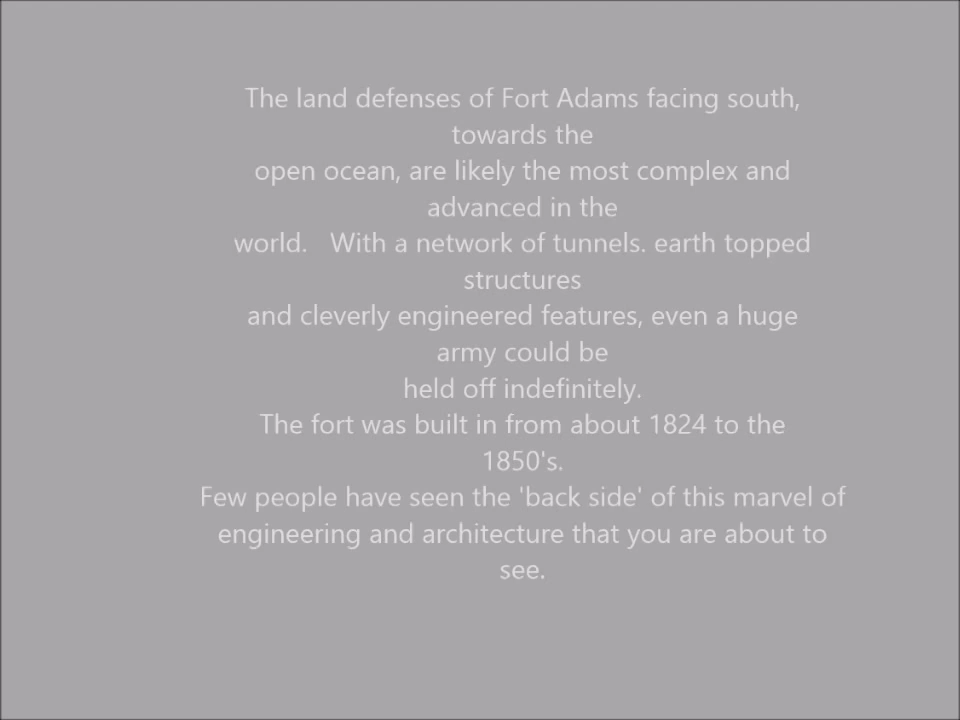 The land defenses of Fort Adams facing south,
towards the
open ocean, are likely the most complex and
advanced in the
world.   With a network of tunnels. earth topped
structures
and cleverly engineered features, even a huge
army could be
held off indefinitely.
The fort was built in from about 1824 to the
1850's.
Few people have seen the 'back side' of this marvel of
engineering and architecture that you are about to
see.